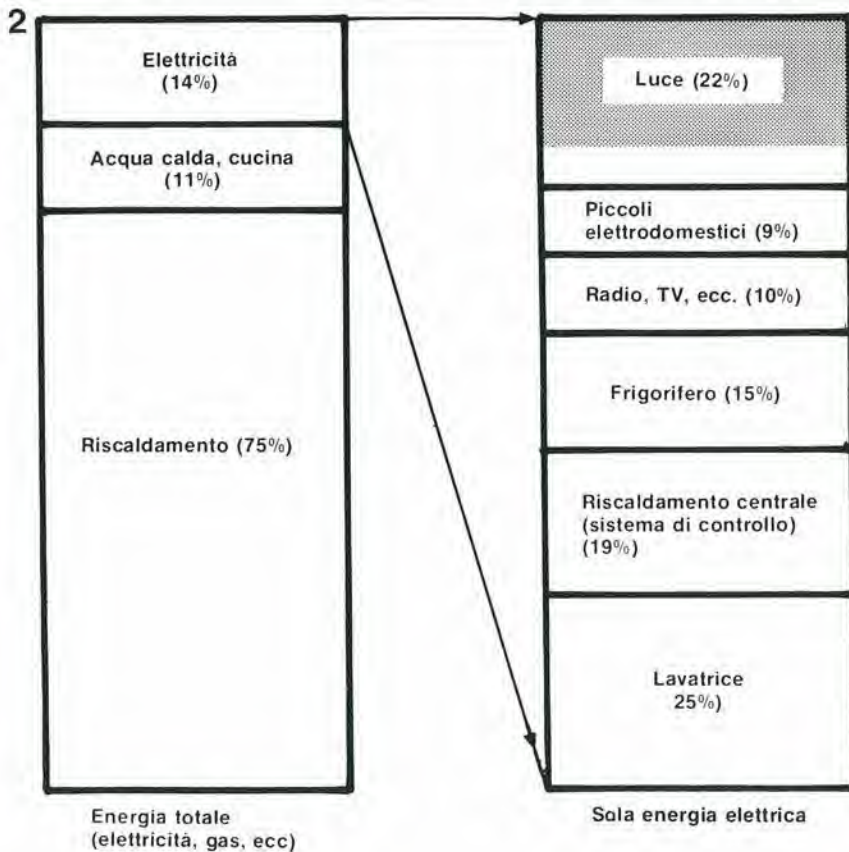 2
Elettricità
(14%)
Acqua calda, cucina
(11%)
Riscaldamento (75%)
Energia totale
(elettricità, gas, ecc)
Luce (22%)
Piccoli
elettrodomestici (9%)
Radio, TV, ecc. (10%)
Frigorifero (15%)
Riscaldamento centrale
(sistema di controllo)
(19%)
Lavatrice
25%)
Sola energia elettrica